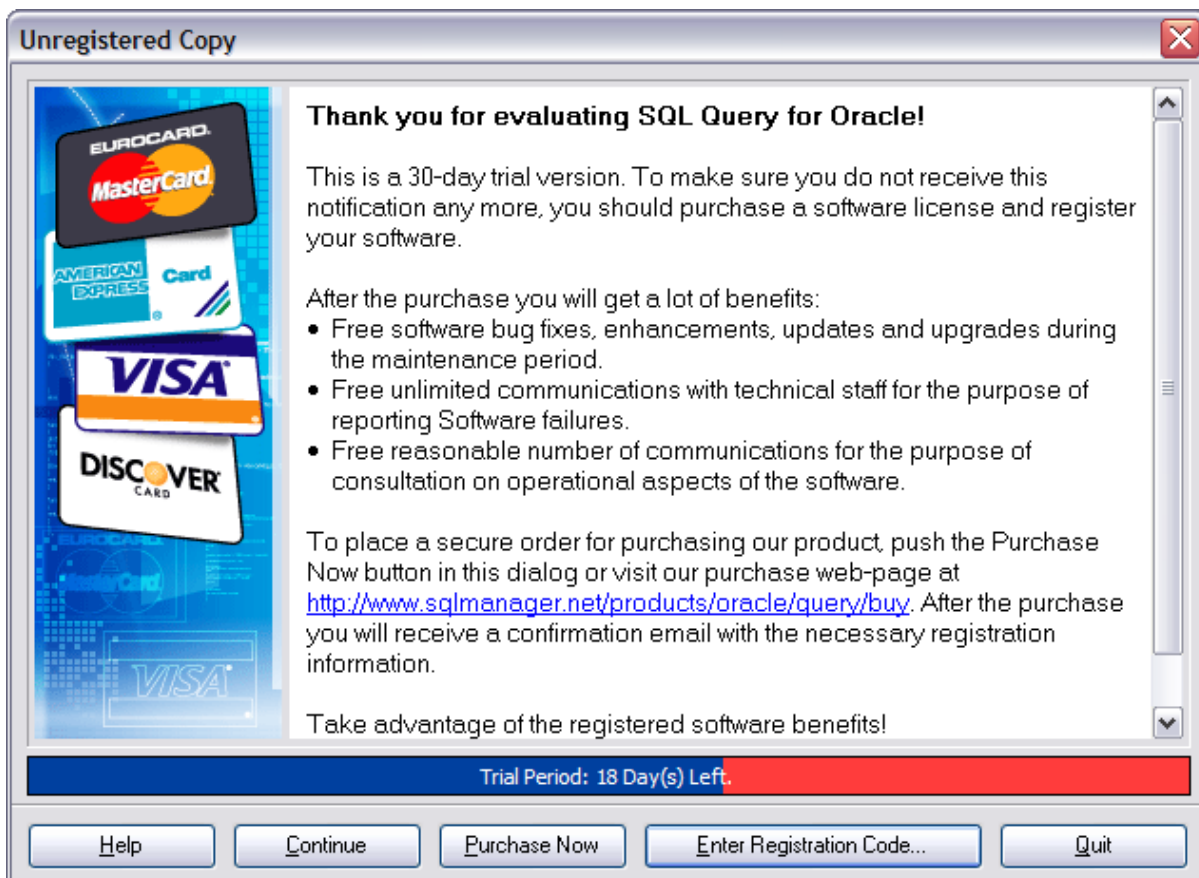 Unregistered Copy
EUROCARD.
MasterCard
AMERICAN
EXPRESS
Card
®
VISA
DISCOVER
CARD
EUROCARD
MasterCard
VISA
Thank you for evaluating SQL Query for Oracle!
This is a 30-day trial version. To make sure you do not receive this
notification any more, you should purchase a software license and register
your software.
After the purchase you will get a lot of benefits:
• Free software bug fixes, enhancements, updates and upgrades during
the maintenance period.
• Free unlimited communications with technical staff for the purpose of
reporting Software failures.
• Free reasonable number of communications for the purpose of
consultation on operational aspects of the software.
To place a secure order for purchasing our product, push the Purchase
Now button in this dialog or visit our purchase web-page at
http://www.sqlmanager.net/products/oracle/query/buy. After the purchase
you will receive a confirmation email with the necessary registration
information.
Take advantage of the registered software benefits!
Trial Period: 18 Day(s) Left.
Help
Continue
Purchase Now
Enter Registration Code...
Quit